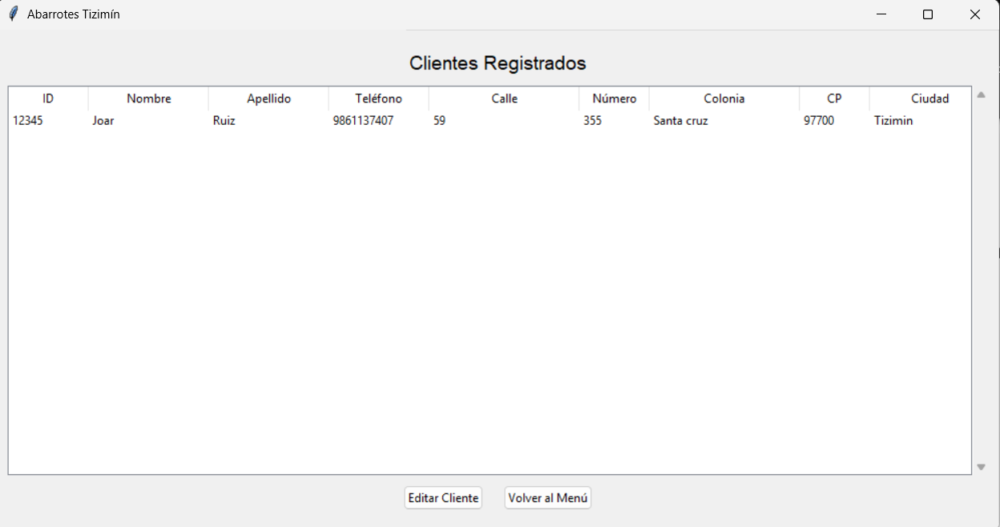 Abarrotes Tizimín
Clientes Registrados
ID Nombre Apellido Teléfono Calle Número Colonia CP Ciudad
12345 Joar Ruiz 9861137407 59 355 Santa cruz 97700 Tizimin
Editar Cliente Volver al Menú